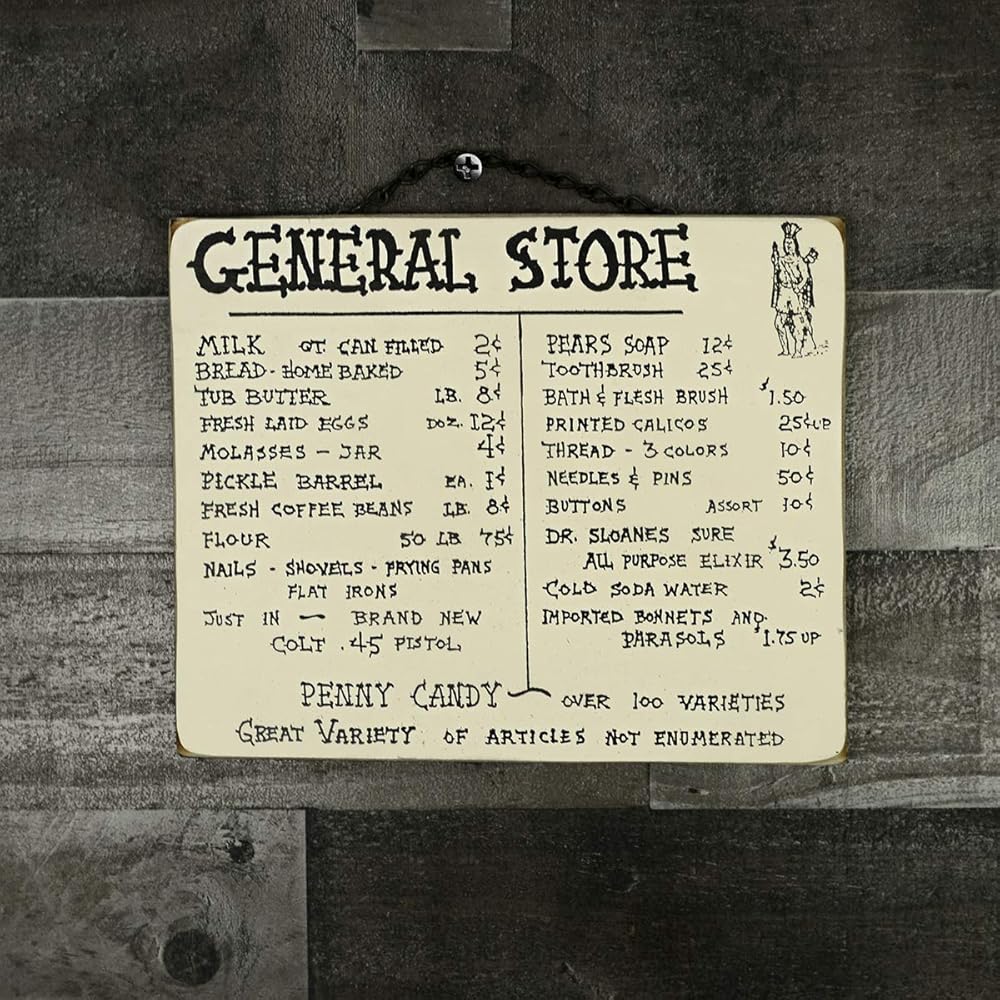 GENERAL STORE
MILK QT CAN FILLED 2¢
BREAD - HOME BAKED 5¢
TUB BUTTER LB. 8¢
FRESH LAID EGGS DOZ. 12¢
MOLASSES - JAR 4¢
PICKLE BARREL EA. 1¢
FRESH COFFEE BEANS LB. 8¢
FLOUR 50 LB 75¢
NAILS - SHOVELS - FRYING PANS
FLAT IRONS
JUST IN — BRAND NEW
COLT .45 PISTOL
PEARS SOAP 12¢
TOOTHBRUSH 25¢
BATH & FLESH BRUSH $1.50
PRINTED CALICOS 25¢ UP
THREAD - 3 COLORS 10¢
NEEDLES & PINS 50¢
BUTTONS ASSORT 10¢
DR. SLOANES SURE
ALL PURPOSE ELIXIR $3.50
COLD SODA WATER 2¢
IMPORTED BONNETS AND.
PARASOLS $1.75 UP
PENNY CANDY — OVER 100 VARIETIES
GREAT VARIETY OF ARTICLES NOT ENUMERATED